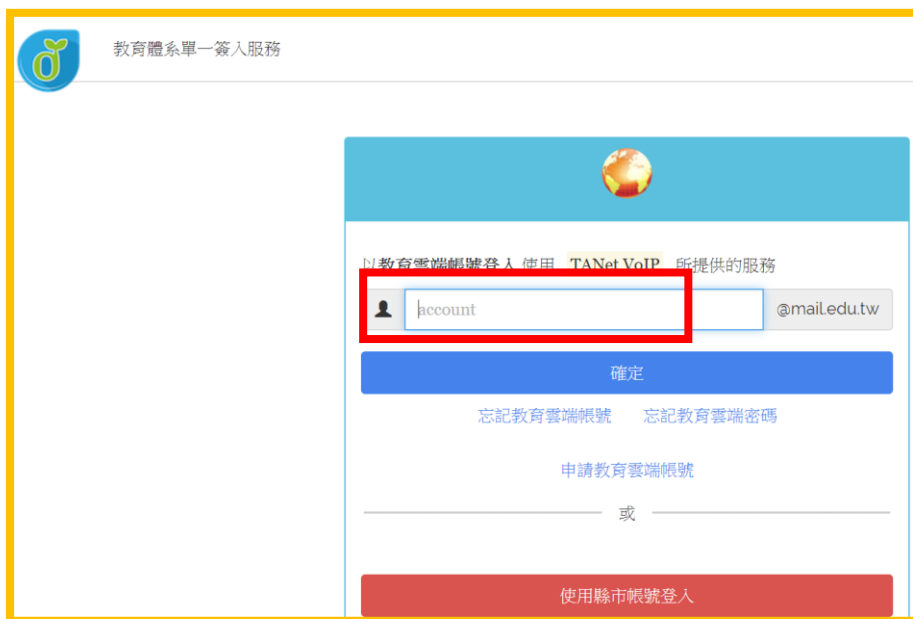 教育體系單一簽入服務
以教育雲端帳號登入 使用 TANet VoIP 所提供的服務
account @mail.edu.tw
確定
忘記教育雲端帳號 忘記教育雲端密碼
申請教育雲端帳號
或
使用縣市帳號登入